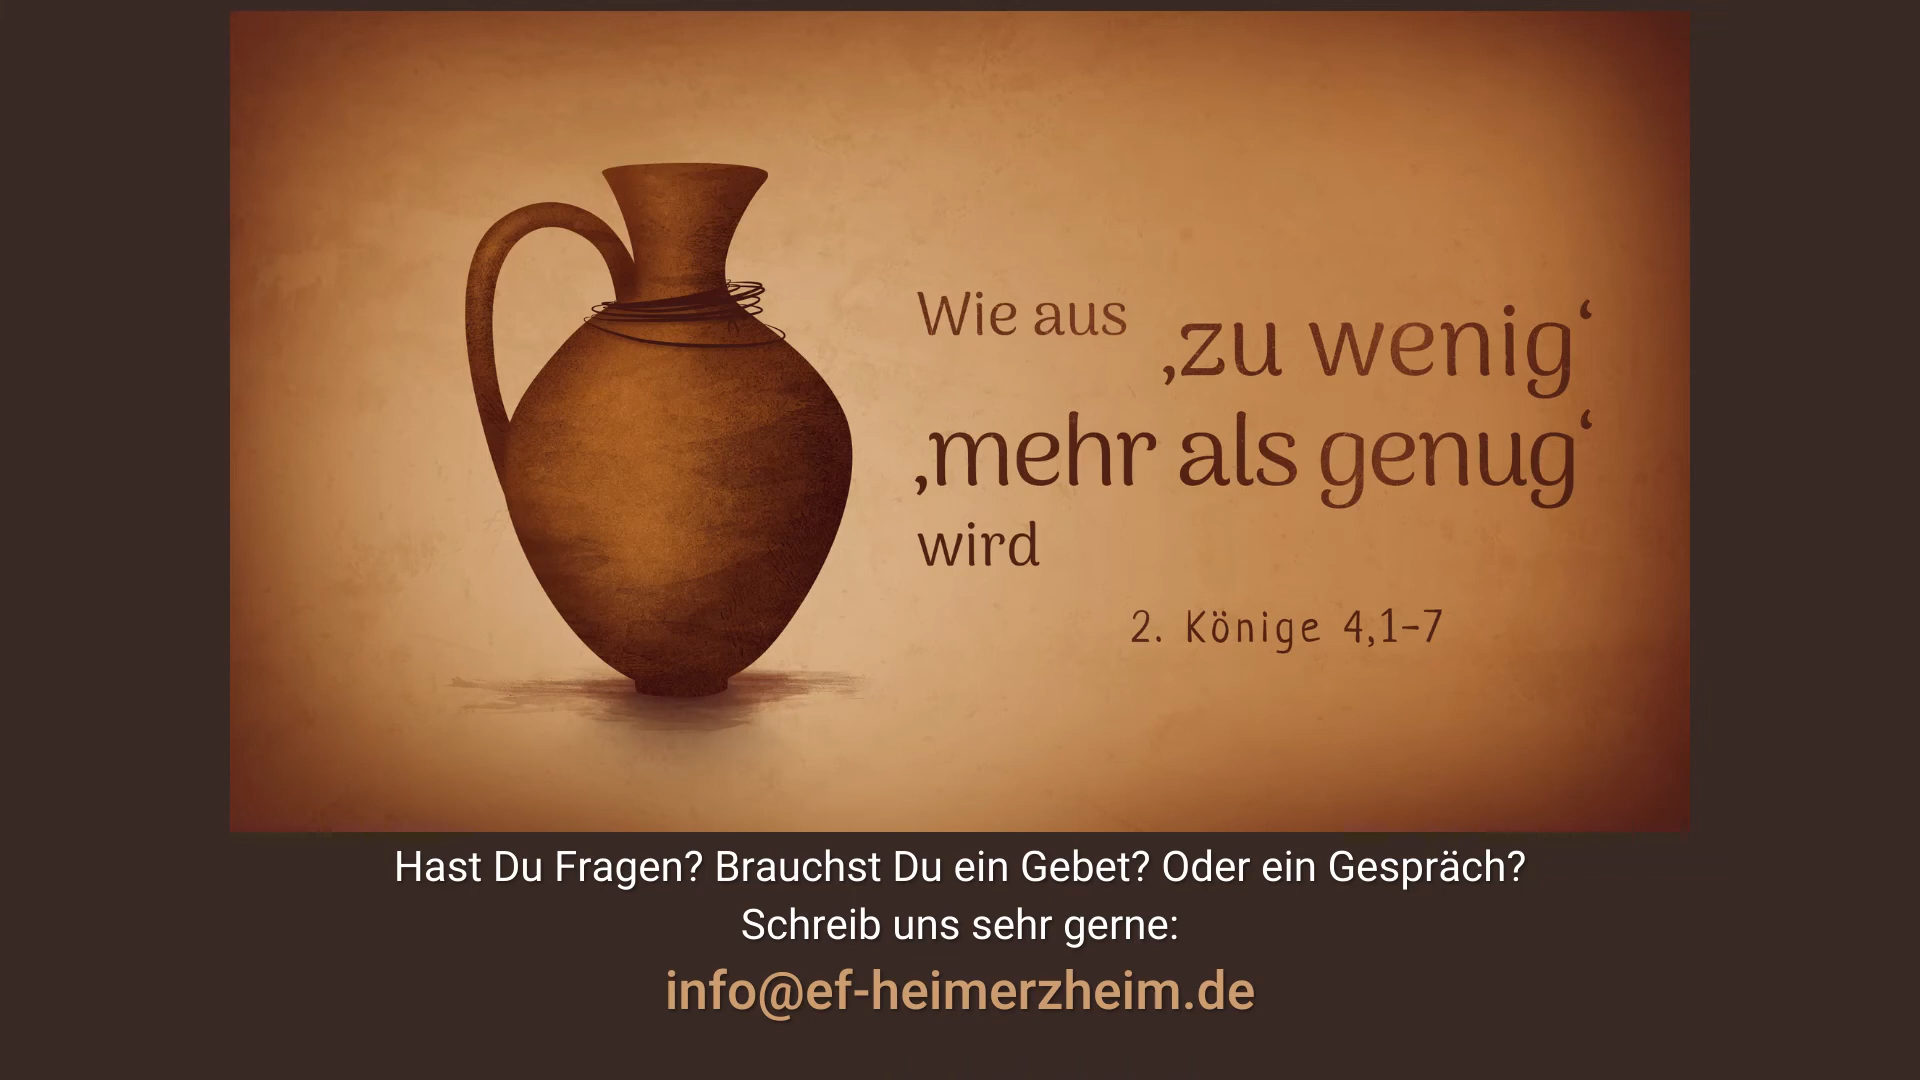 Wie aus ‚zu wenig‘
‚mehr als genug‘
wird
2. Könige 4,1–7
Hast Du Fragen? Brauchst Du ein Gebet? Oder ein Gespräch?
Schreib uns sehr gerne:
info@ef-heimerzheim.de